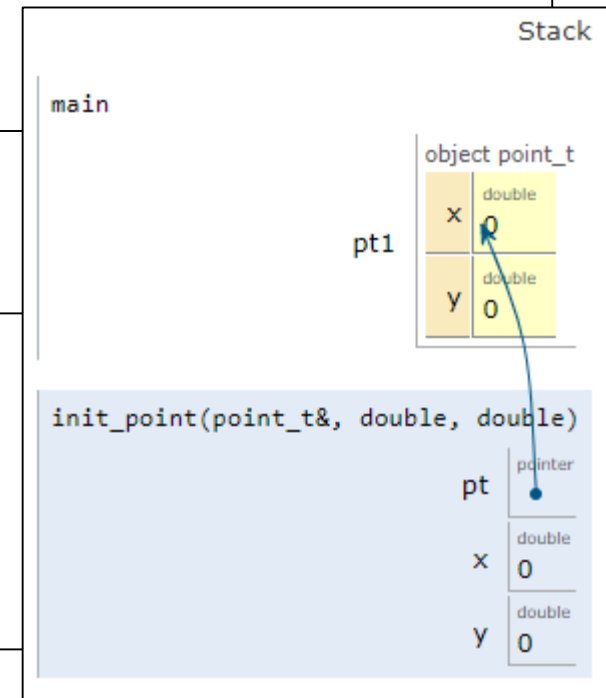 Stack
main
object point_t
double
x
0
pt1
double
y
0
init_point(point_t&, double, double)
pointer
pt
double
x
0
double
y
0